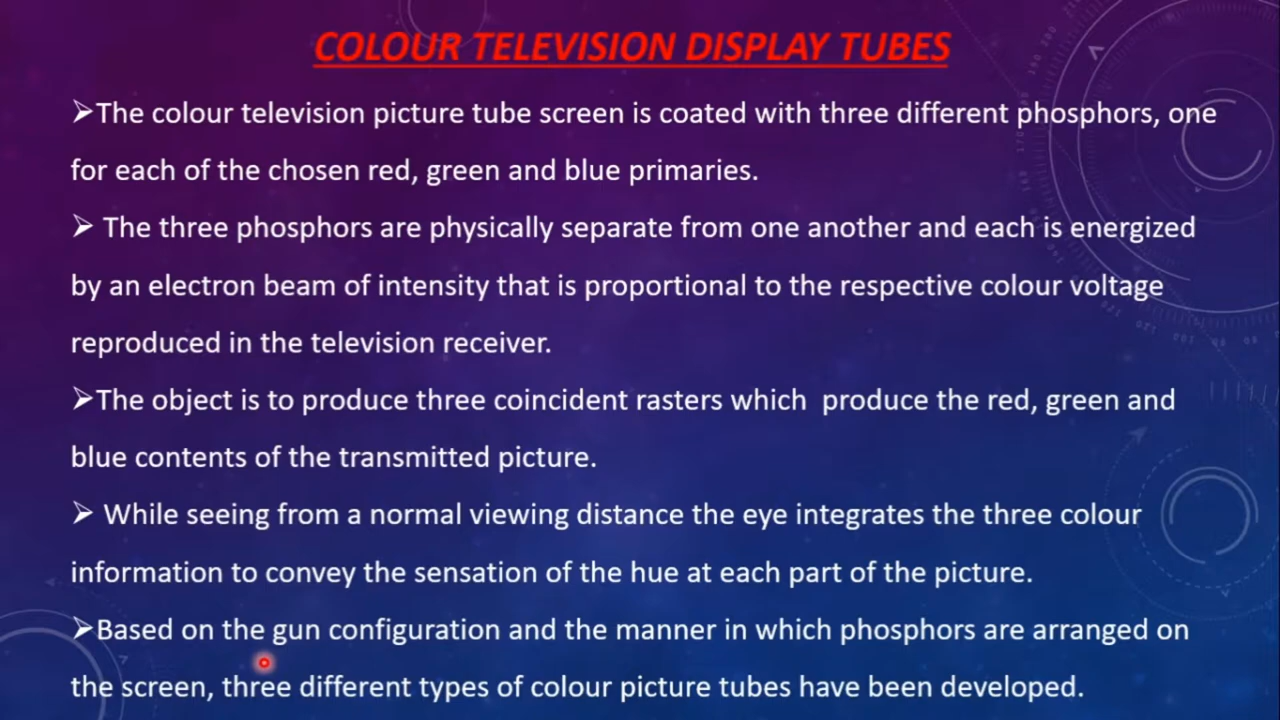 COLOUR TELEVISION DISPLAY TUBES
➢The colour television picture tube screen is coated with three different phosphors, one
for each of the chosen red, green and blue primaries.
➢ The three phosphors are physically separate from one another and each is energized
by an electron beam of intensity that is proportional to the respective colour voltage
reproduced in the television receiver.
➢The object is to produce three coincident rasters which  produce the red, green and
blue contents of the transmitted picture.
➢ While seeing from a normal viewing distance the eye integrates the three colour
information to convey the sensation of the hue at each part of the picture.
➢Based on the gun configuration and the manner in which phosphors are arranged on
the screen, three different types of colour picture tubes have been developed.